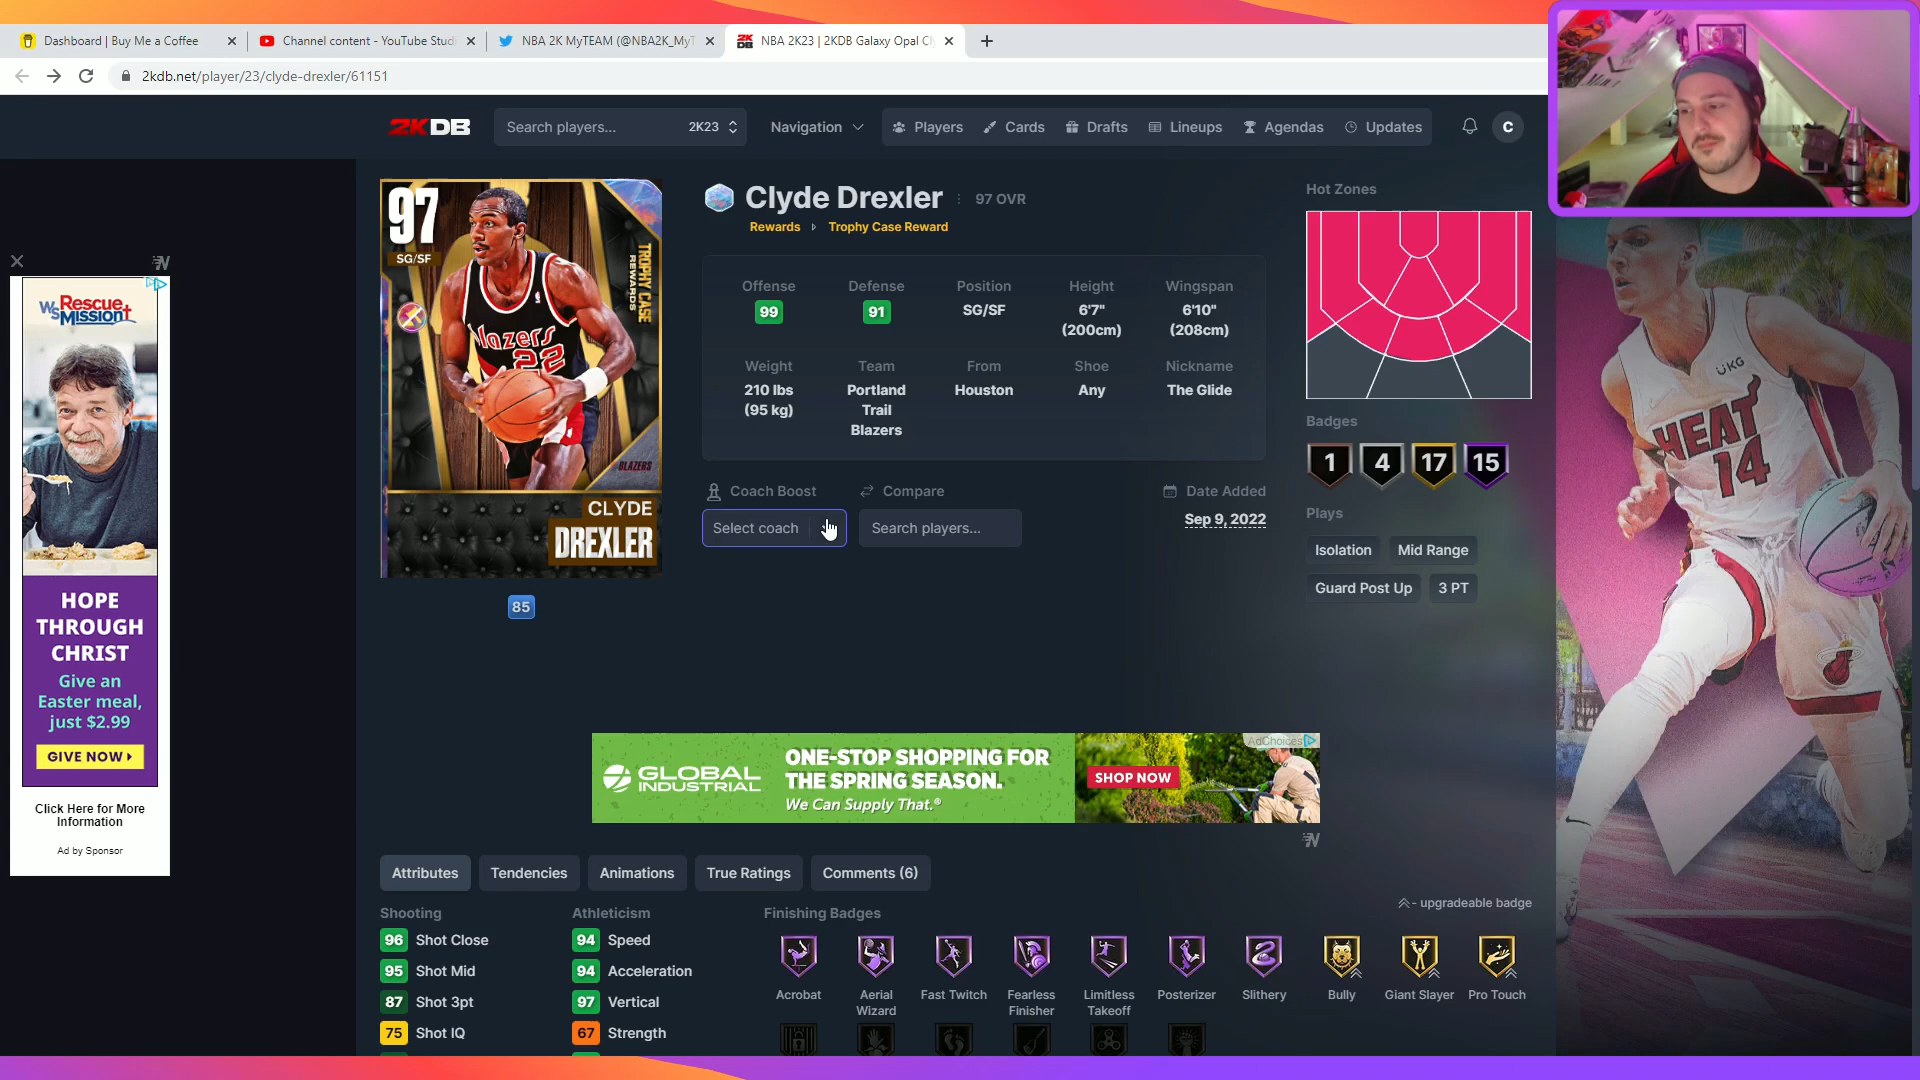 Dashboard | Buy Me a Coffee
Channel content - YouTube Studi
NBA 2K MyTEAM (@NBA2K_MyT
NBA 2K23 | 2KDB Galaxy Opal Cl
2kdb.net/player/23/clyde-drexler/61151
2KDB
Search players...
2K23
Navigation
Players
Cards
Drafts
Lineups
Agendas
Updates
C
97
SG/SF
TROPHY CASE
REWARDS
blazers
22
BLAZERS
CLYDE
DREXLER
85
Clyde Drexler
97 OVR
Rewards
Trophy Case Reward
Offense
99
Defense
91
Position
SG/SF
Height
6'7"
(200cm)
Wingspan
6'10"
(208cm)
Weight
210 lbs
(95 kg)
Team
Portland
Trail
Blazers
From
Houston
Shoe
Any
Nickname
The Glide
Coach Boost
Select coach
Compare
Search players...
Date Added
Sep 9, 2022
Hot Zones
Badges
1
4
17
15
Plays
Isolation
Mid Range
Guard Post Up
3 PT
UKG
HEAT
14
WS Rescue
Mission
HOPE
THROUGH
CHRIST
Give an
Easter meal,
just $2.99
GIVE NOW
Click Here for More
Information
Ad by Sponsor
GLOBAL
INDUSTRIAL
ONE-STOP SHOPPING FOR
THE SPRING SEASON.
We Can Supply That.®
SHOP NOW
AdChoices
Attributes
Tendencies
Animations
True Ratings
Comments (6)
- upgradeable badge
Shooting
96 Shot Close
95 Shot Mid
87 Shot 3pt
75 Shot IQ
Athleticism
94 Speed
94 Acceleration
97 Vertical
67 Strength
Finishing Badges
Acrobat
Aerial
Wizard
Fast Twitch
Fearless
Finisher
Limitless
Takeoff
Posterizer
Slithery
Bully
Giant Slayer
Pro Touch